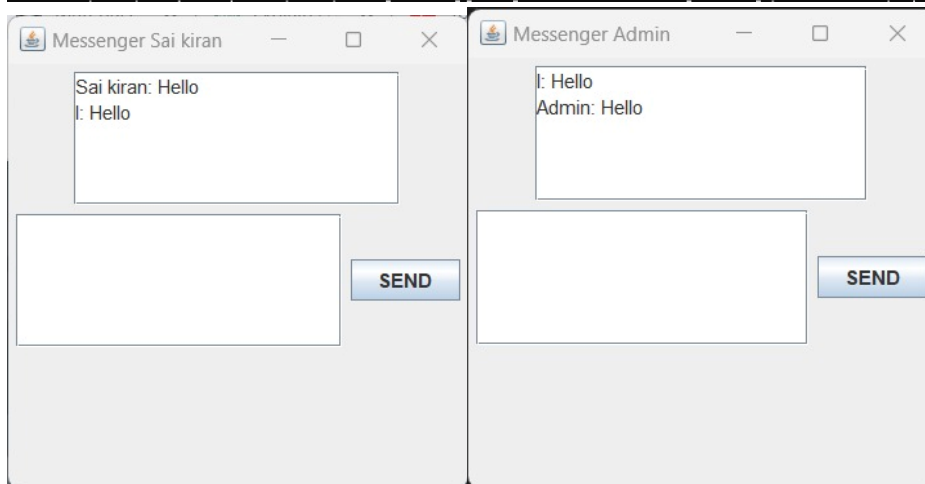 Messenger Sai kiran
Sai kiran: Hello
I: Hello
SEND
Messenger Admin
I: Hello
Admin: Hello
SEND